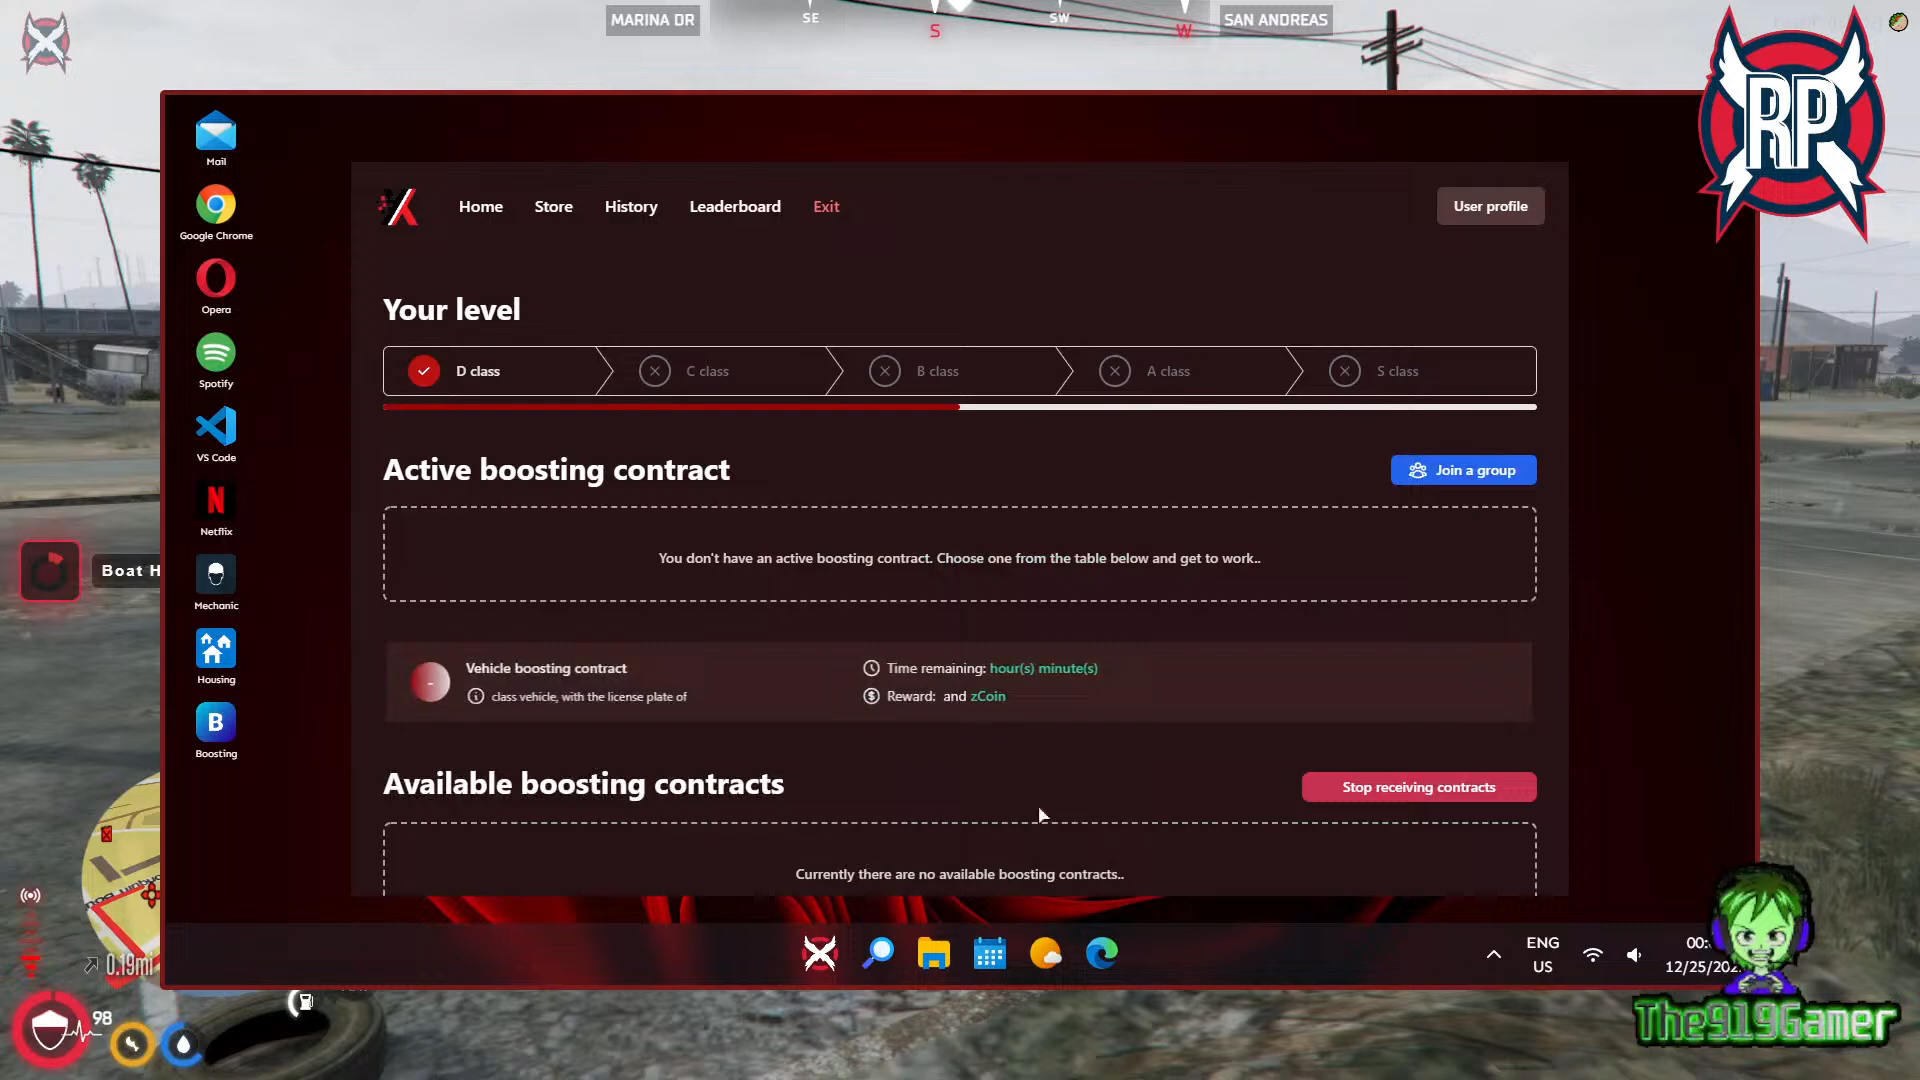 MARINA DR
SE
S
SW
W
SAN ANDREAS
RP
Mail
Google Chrome
Opera
Spotify
VS Code
N
Netflix
Mechanic
Housing
B
Boosting
Home
Store
History
Leaderboard
Exit
User profile
Your level
D class
C class
B class
A class
S class
Active boosting contract
Join a group
You don't have an active boosting contract. Choose one from the table below and get to work..
Boat H
-
Vehicle boosting contract
class vehicle, with the license plate of
Time remaining: hour(s) minute(s)
Reward: and zCoin
Available boosting contracts
Stop receiving contracts
Currently there are no available boosting contracts..
0.19mi
ENG
US
00:
12/25/202
98
The919Gamer